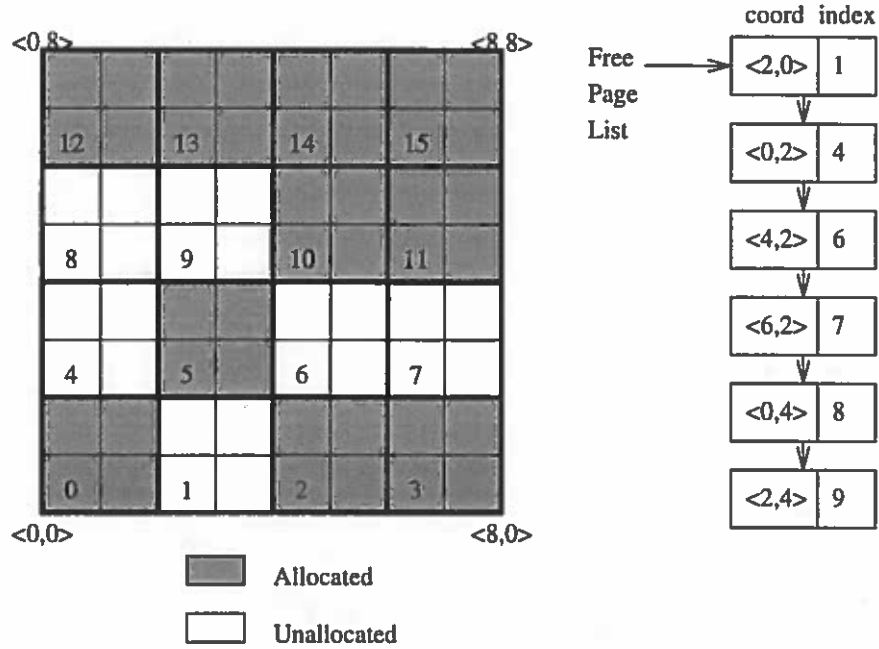 coord index
<0,8> <8,8>
Free
Page
List
<2,0> 1
12 13 14 15
<0,2> 4
8 9 10 11
<4,2> 6
4 5 6 7
<6,2> 7
<0,4> 8
0 1 2 3
<2,4> 9
<0,0> <8,0>
Allocated
Unallocated